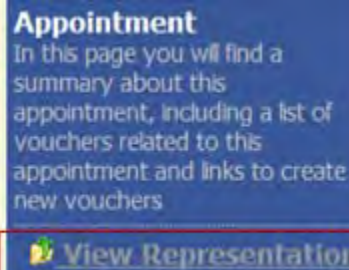 Appointment
In this page you will find a
summary about this
appointment, including a list of
vouchers related to this
appointment and links to create
new vouchers
View Representation